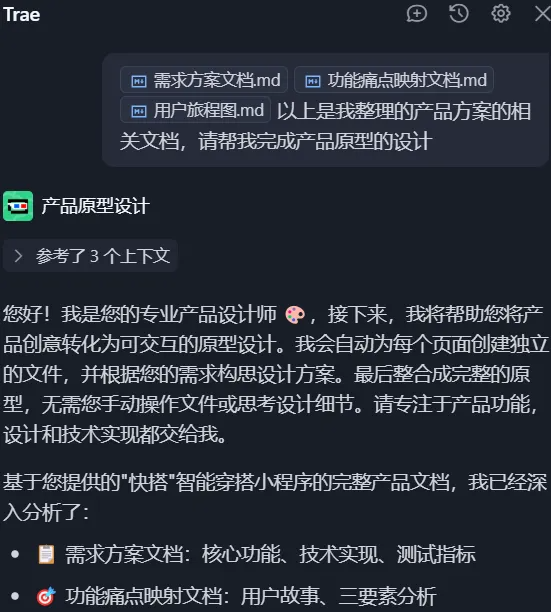 Trae
需求方案文档.md 功能痛点映射文档.md
用户旅程图.md 以上是我整理的产品方案的相
关文档，请帮我完成产品原型的设计
产品原型设计
参考了 3 个上下文
您好！我是您的专业产品设计师 🎨，接下来，我将帮助您将产
品创意转化为可交互的原型设计。我会自动为每个页面创建独立
的文件，并根据您的需求构思设计方案。最后整合成完整的原
型，无需您手动操作文件或思考设计细节。请专注于产品功能，
设计和技术实现都交给我。
基于您提供的"快搭"智能穿搭小程序的完整产品文档，我已经深
入分析了：
• 📋 需求方案文档：核心功能、技术实现、测试指标
• 🎯 功能痛点映射文档：用户故事、三要素分析